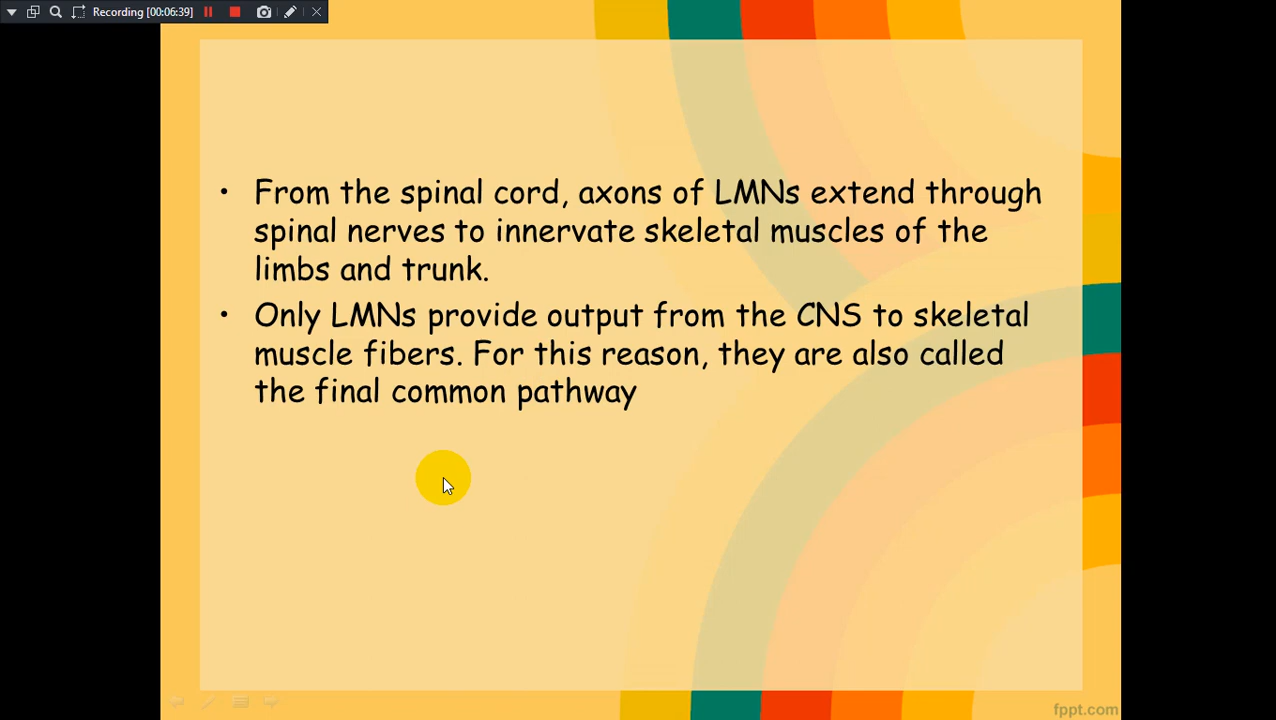 Recording [00:06:39]
• From the spinal cord, axons of LMNs extend through
spinal nerves to innervate skeletal muscles of the
limbs and trunk.
• Only LMNs provide output from the CNS to skeletal
muscle fibers. For this reason, they are also called
the final common pathway
fppt.com